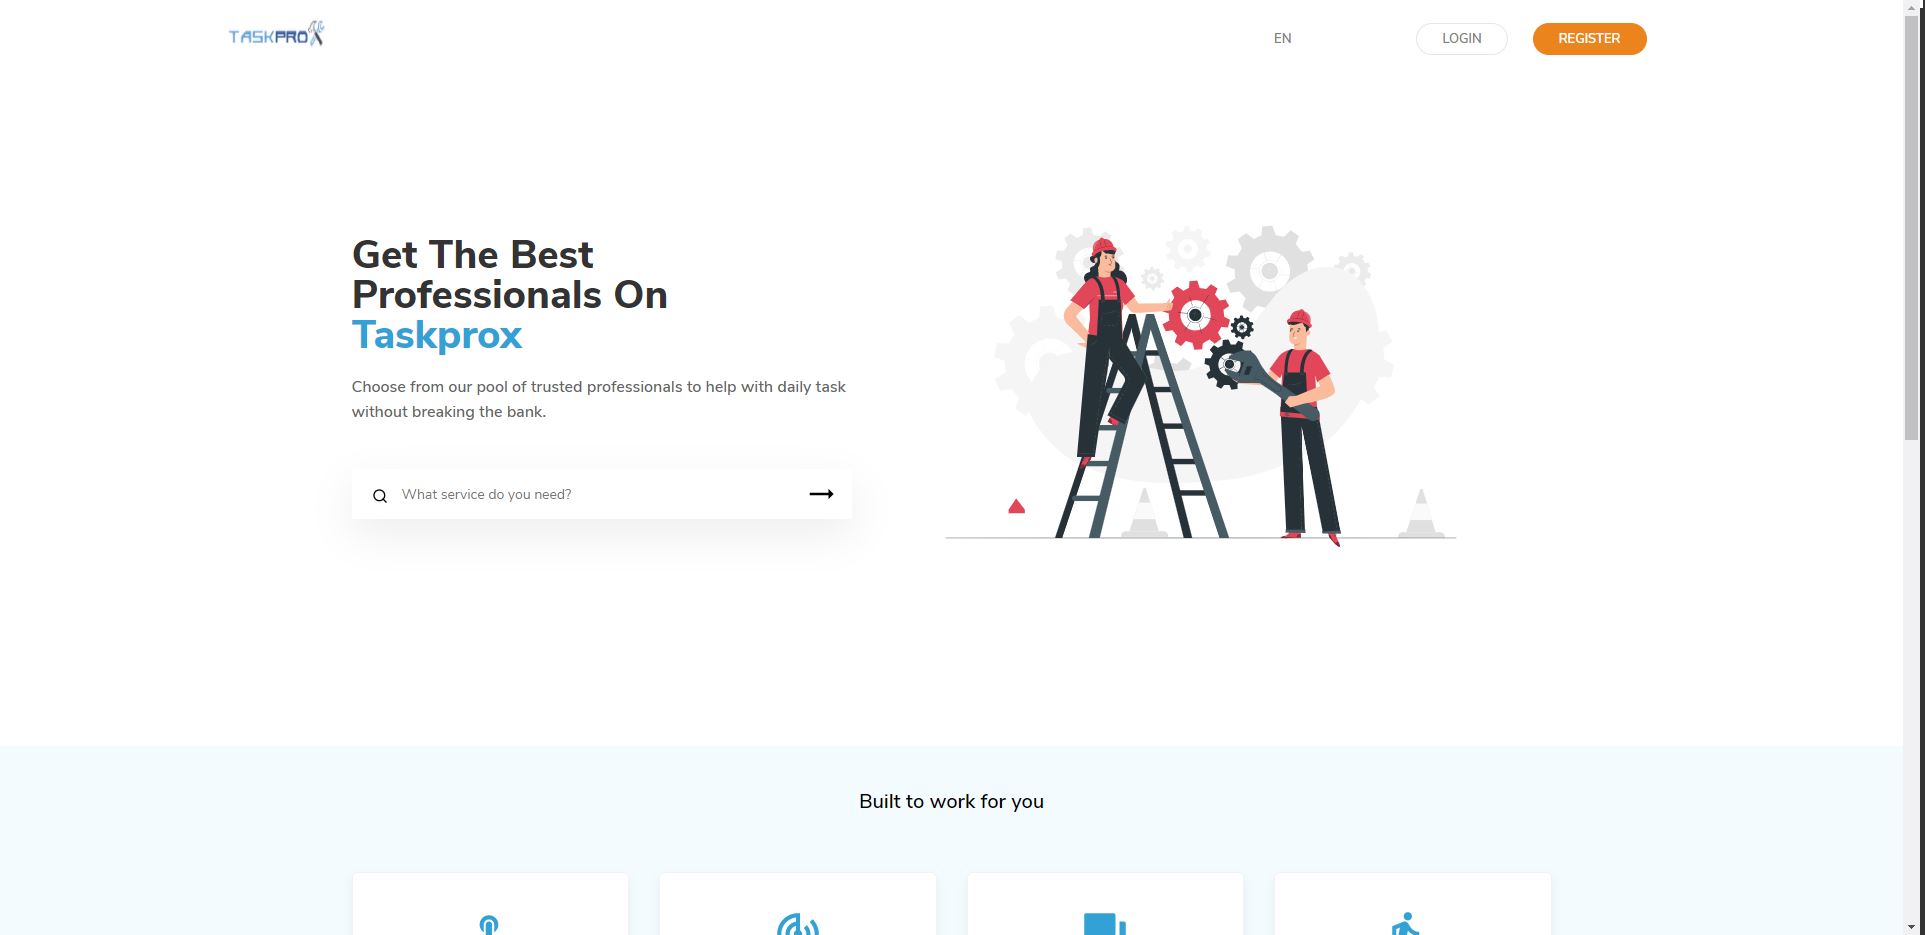 TASKPROX
EN
LOGIN
REGISTER
Get The Best
Professionals On
Taskprox
Choose from our pool of trusted professionals to help with daily task
without breaking the bank.
What service do you need?
Built to work for you